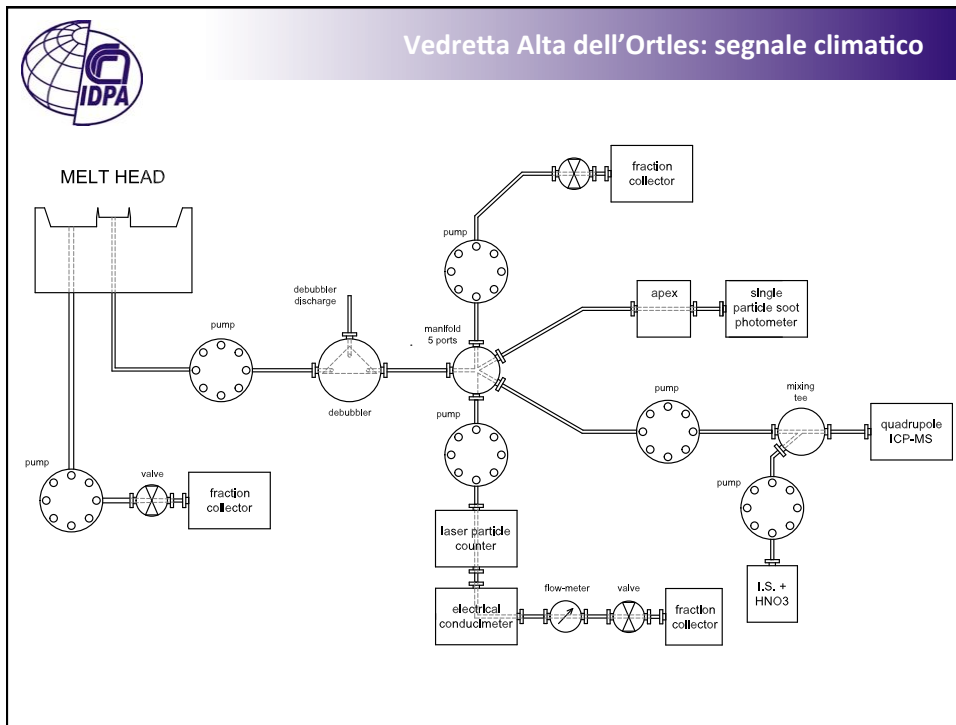 Vedretta Alta dell'Ortles: segnale climatico
IDPA
MELT HEAD
fraction
collector
pump
debubbler
discharge
apex
single
particle soot
photometer
pump
manifold
5 ports
debubbler
pump
pump
mixing
tee
quadrupole
ICP-MS
pump
valve
fraction
collector
pump
laser particle
counter
I.S. +
HNO3
electrical
conducimeter
flow-meter
valve
fraction
collector